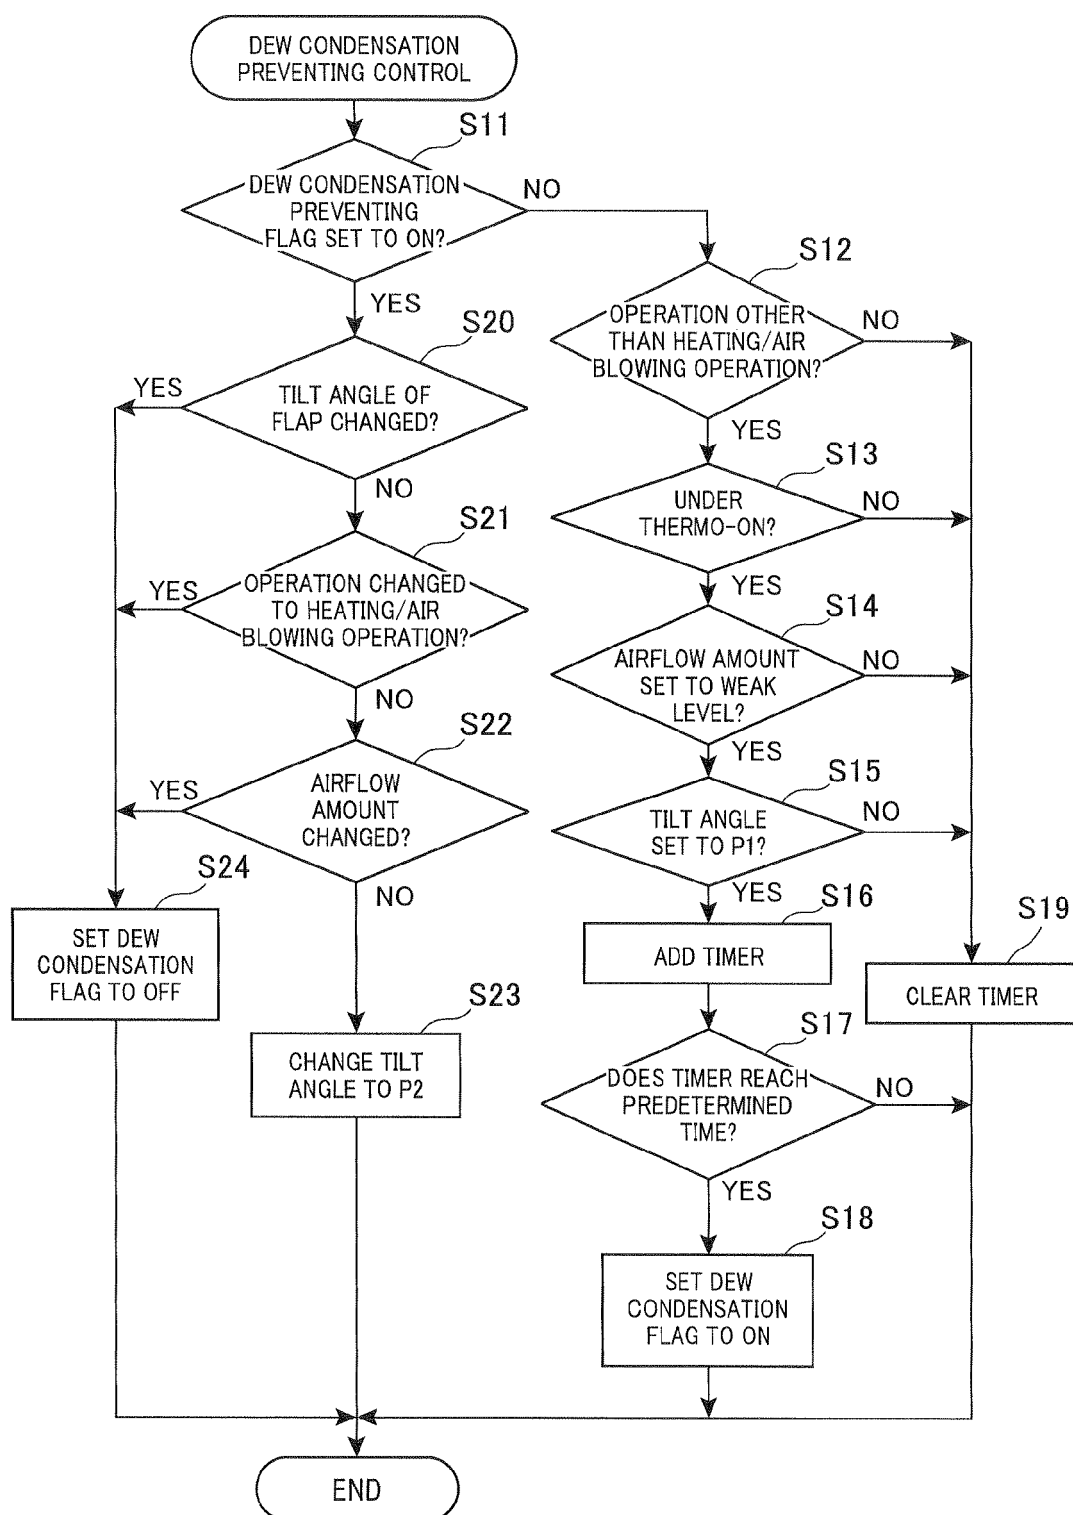 DEW CONDENSATION
PREVENTING CONTROL
S11
DEW CONDENSATION
PREVENTING
FLAG SET TO ON?
NO
YES
S12
OPERATION OTHER
THAN HEATING/AIR
BLOWING OPERATION?
NO
YES
S20
TILT ANGLE OF
FLAP CHANGED?
YES
NO
S13
UNDER
THERMO-ON?
NO
YES
S21
OPERATION CHANGED
TO HEATING/AIR
BLOWING OPERATION?
YES
NO
S14
AIRFLOW AMOUNT
SET TO WEAK
LEVEL?
NO
YES
S22
AIRFLOW
AMOUNT
CHANGED?
YES
NO
S15
TILT ANGLE
SET TO P1?
NO
YES
S24
SET DEW
CONDENSATION
FLAG TO OFF
S16
ADD TIMER
S19
CLEAR TIMER
S23
CHANGE TILT
ANGLE TO P2
S17
DOES TIMER REACH
PREDETERMINED
TIME?
NO
YES
S18
SET DEW
CONDENSATION
FLAG TO ON
END